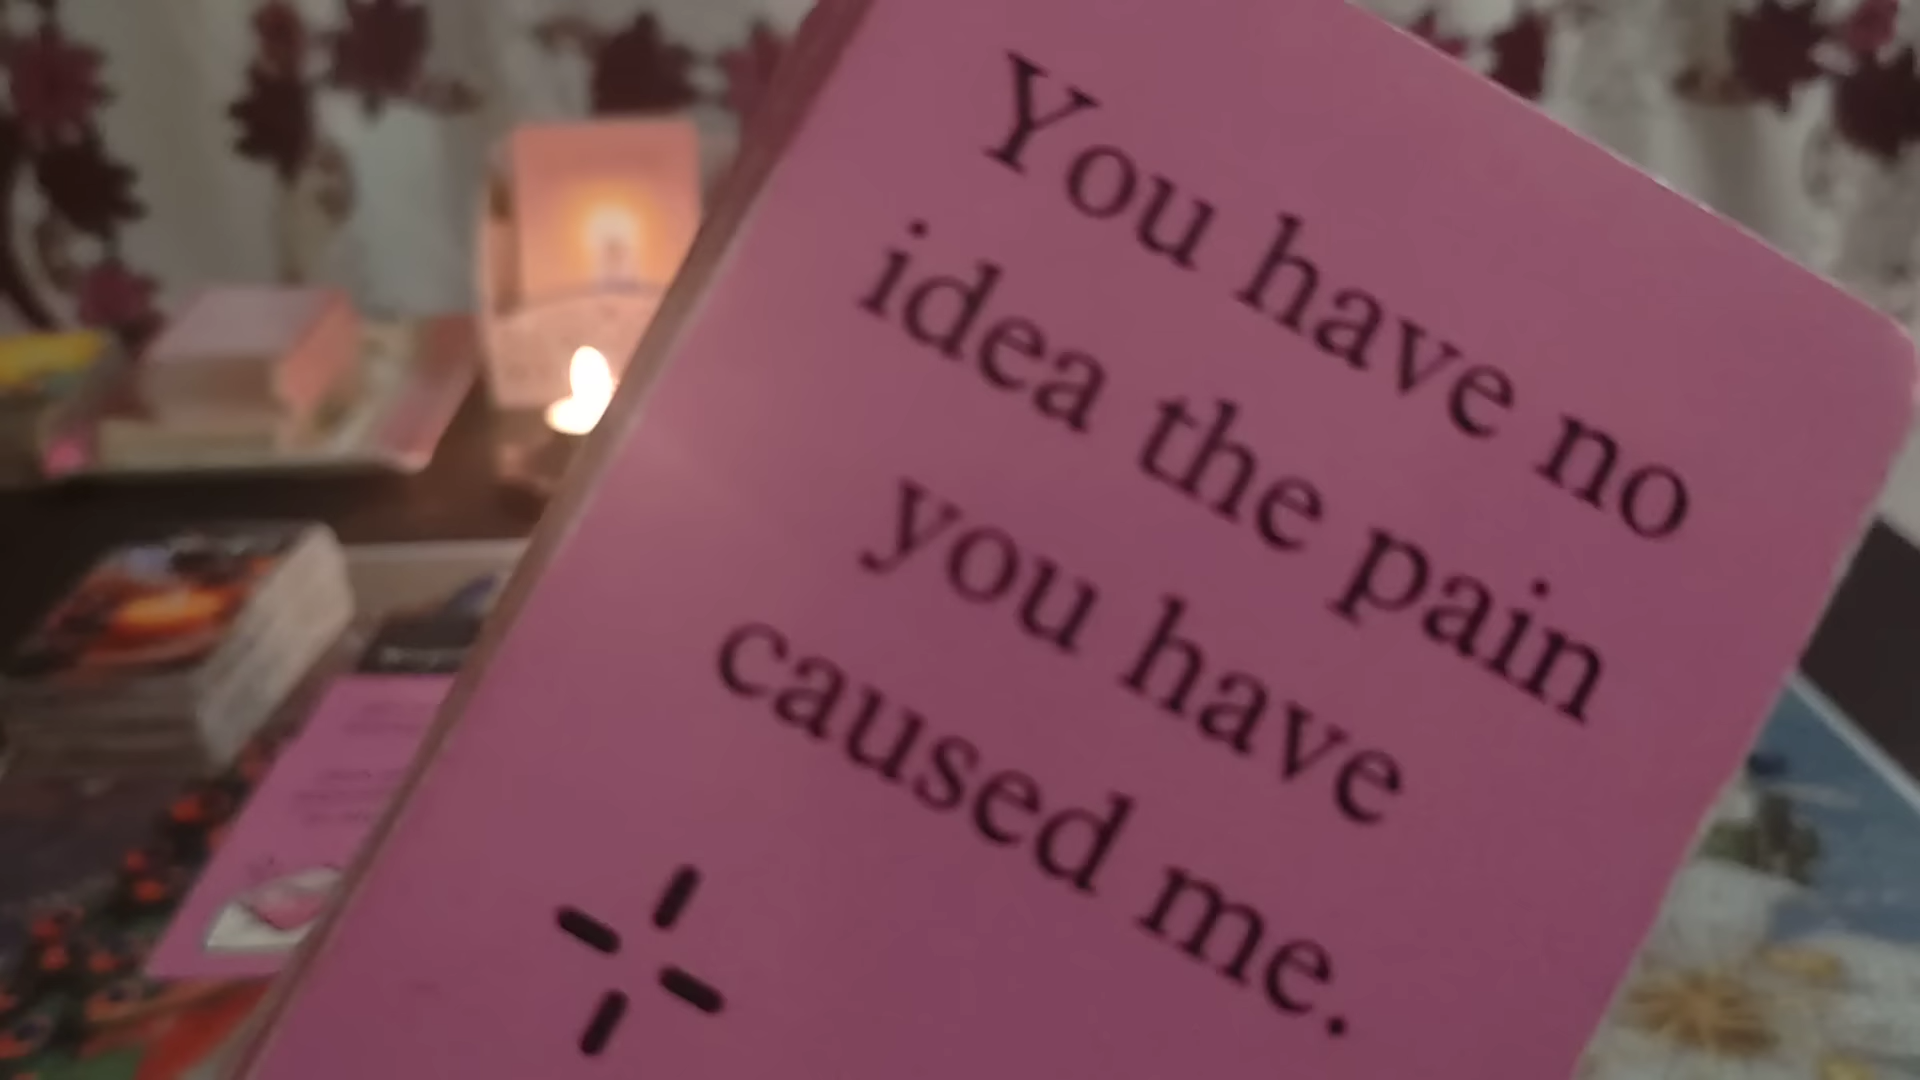 You have no
idea the pain
you have
caused me.